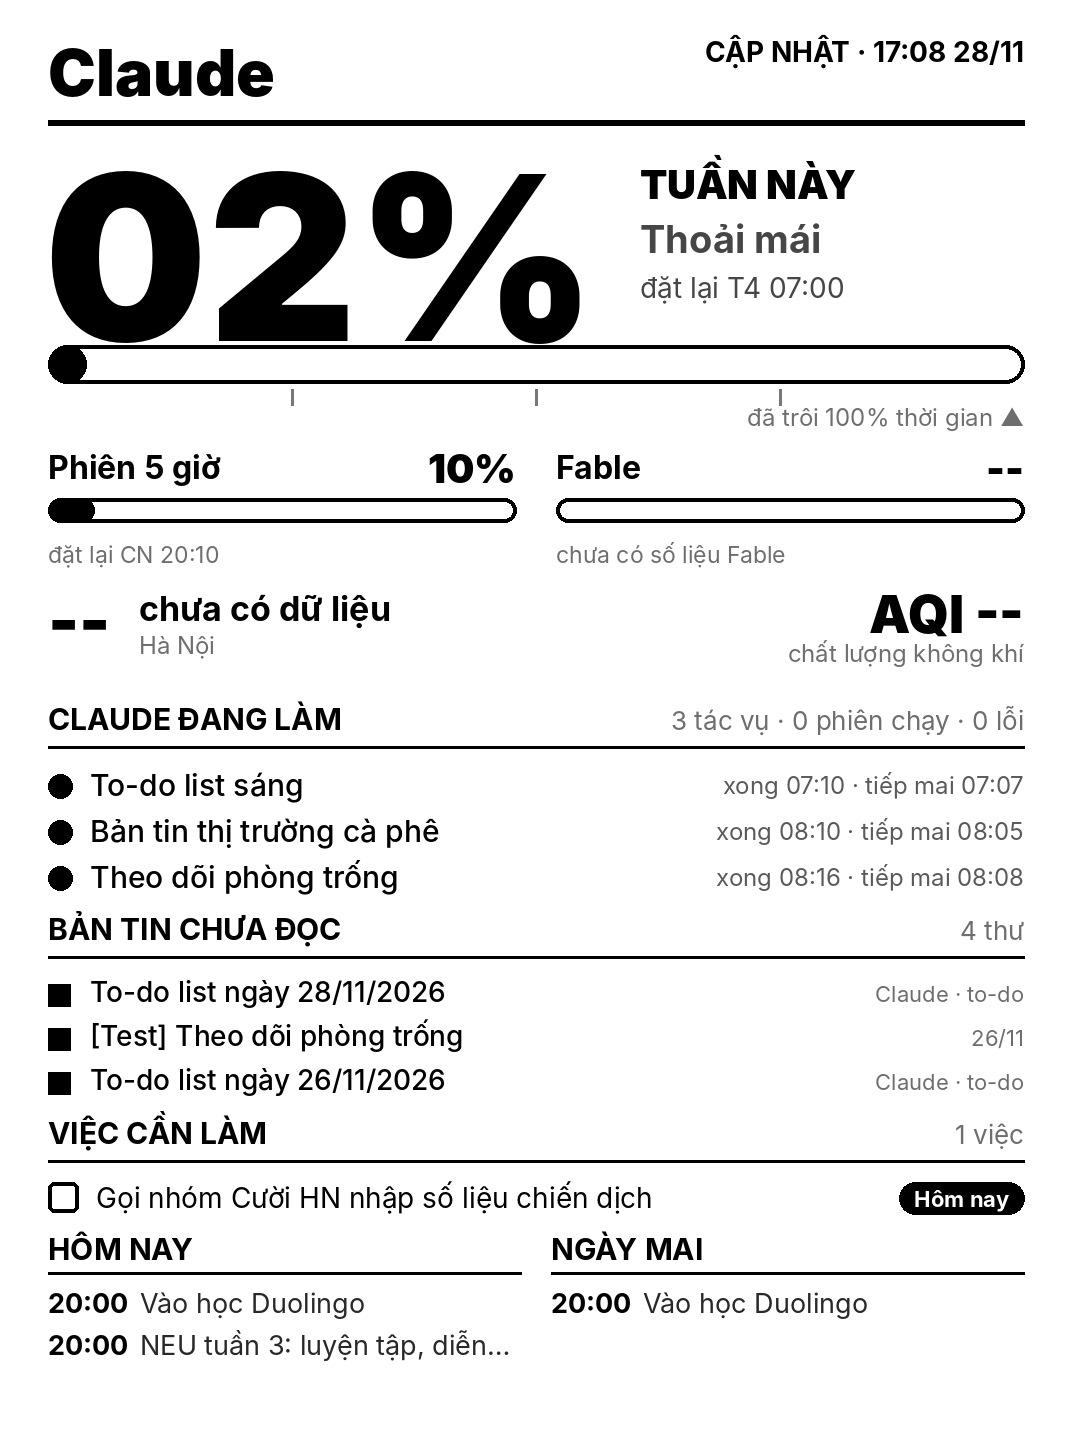 Claude
CẬP NHẬT · 17:08 28/11
02%
TUẦN NÀY
Thoải mái
đặt lại T4 07:00
đã trôi 100% thời gian ▲
Phiên 5 giờ 10%
đặt lại CN 20:10
Fable --
chưa có số liệu Fable
-- chưa có dữ liệu
Hà Nội
AQI --
chất lượng không khí
CLAUDE ĐANG LÀM 3 tác vụ · 0 phiên chạy · 0 lỗi
To-do list sáng xong 07:10 · tiếp mai 07:07
Bản tin thị trường cà phê xong 08:10 · tiếp mai 08:05
Theo dõi phòng trống xong 08:16 · tiếp mai 08:08
BẢN TIN CHƯA ĐỌC 4 thư
To-do list ngày 28/11/2026 Claude · to-do
[Test] Theo dõi phòng trống 26/11
To-do list ngày 26/11/2026 Claude · to-do
VIỆC CẦN LÀM 1 việc
Gọi nhóm Cười HN nhập số liệu chiến dịch Hôm nay
HÔM NAY
20:00 Vào học Duolingo
20:00 NEU tuần 3: luyện tập, diễn...
NGÀY MAI
20:00 Vào học Duolingo